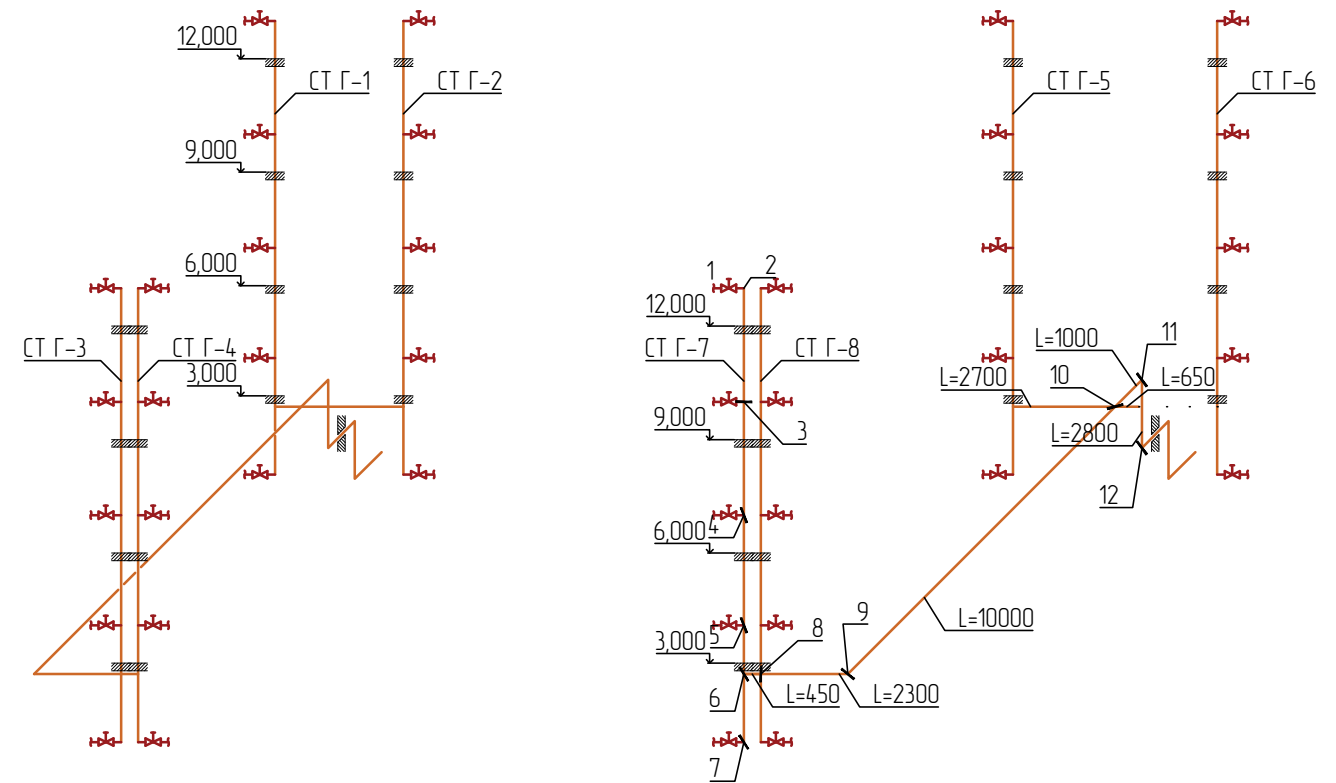 12,000
СТ Г-1
СТ Г-2
9,000
6,000
СТ Г-3
СТ Г-4
3,000
1
2
12,000
СТ Г-7
СТ Г-8
3
9,000
6,000
4
5
3,000
8
6
L=450
L=2300
7
9
L=10000
СТ Г-5
СТ Г-6
L=1000
11
L=2700
10
L=650
L=2800
12